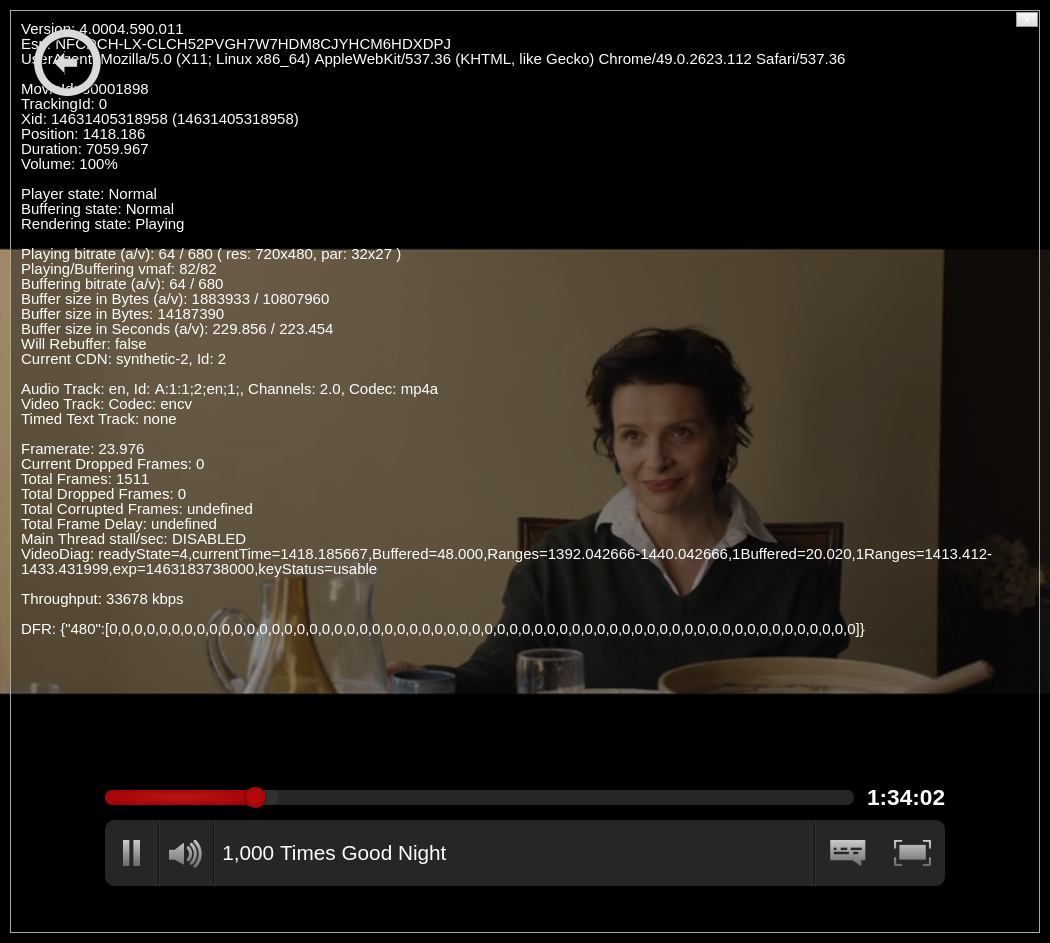 Version: 4.0004.590.011
Esn: NFCDCH-LX-CLCH52PVGH7W7HDM8CJYHCM6HDXDPJ
UserAgent: Mozilla/5.0 (X11; Linux x86_64) AppleWebKit/537.36 (KHTML, like Gecko) Chrome/49.0.2623.112 Safari/537.36
MovieId: 80001898
TrackingId: 0
Xid: 14631405318958 (14631405318958)
Position: 1418.186
Duration: 7059.967
Volume: 100%
Player state: Normal
Buffering state: Normal
Rendering state: Playing
Playing bitrate (a/v): 64 / 680 ( res: 720x480, par: 32x27 )
Playing/Buffering vmaf: 82/82
Buffering bitrate (a/v): 64 / 680
Buffer size in Bytes (a/v): 1883933 / 10807960
Buffer size in Bytes: 14187390
Buffer size in Seconds (a/v): 229.856 / 223.454
Will Rebuffer: false
Current CDN: synthetic-2, Id: 2
Audio Track: en, Id: A:1:1;2;en;1;, Channels: 2.0, Codec: mp4a
Video Track: Codec: encv
Timed Text Track: none
Framerate: 23.976
Current Dropped Frames: 0
Total Frames: 1511
Total Dropped Frames: 0
Total Corrupted Frames: undefined
Total Frame Delay: undefined
Main Thread stall/sec: DISABLED
VideoDiag: readyState=4,currentTime=1418.185667,Buffered=48.000,Ranges=1392.042666-1440.042666,1Buffered=20.020,1Ranges=1413.412-
1433.431999,exp=1463183738000,keyStatus=usable
Throughput: 33678 kbps
DFR: {"480":[0,0,0,0,0,0,0,0,0,0,0,0,0,0,0,0,0,0,0,0,0,0,0,0,0,0,0,0,0,0,0,0,0,0,0,0,0,0,0,0,0,0,0,0,0,0,0,0,0,0,0,0,0,0,0,0,0,0,0,0]}
1:34:02
1,000 Times Good Night